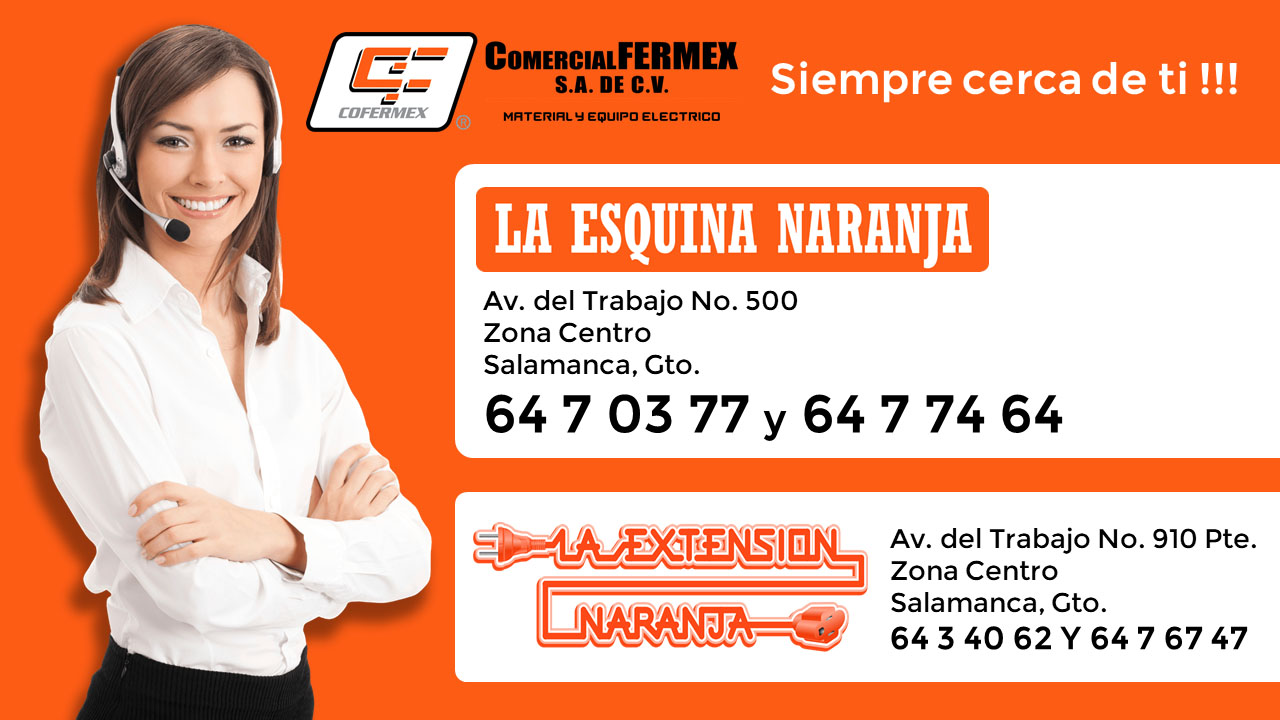 COFERMEX
®
COMERCIALFERMEX
S.A. DE C.V.
MATERIAL Y EQUIPO ELECTRICO
Siempre cerca de ti !!!
LA ESQUINA NARANJA
Av. del Trabajo No. 500
Zona Centro
Salamanca, Gto.
64 7 03 77 y 64 7 74 64
LA EXTENSION
NARANJA
Av. del Trabajo No. 910 Pte.
Zona Centro
Salamanca, Gto.
64 3 40 62 Y 64 7 67 47